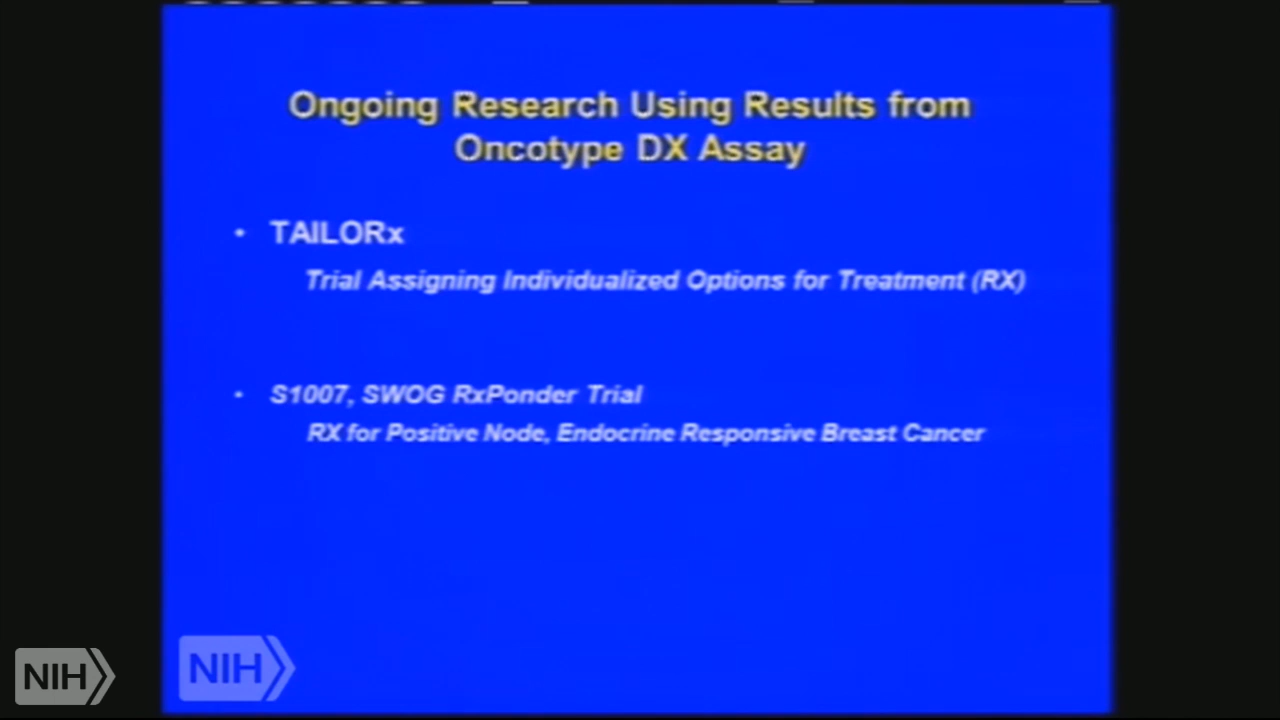 Ongoing Research Using Results from
Oncotype DX Assay
• TAILORx
Trial Assigning Individualized Options for Treatment (RX)
• S1007, SWOG RxPonder Trial
RX for Positive Node, Endocrine Responsive Breast Cancer
NIH
NIH